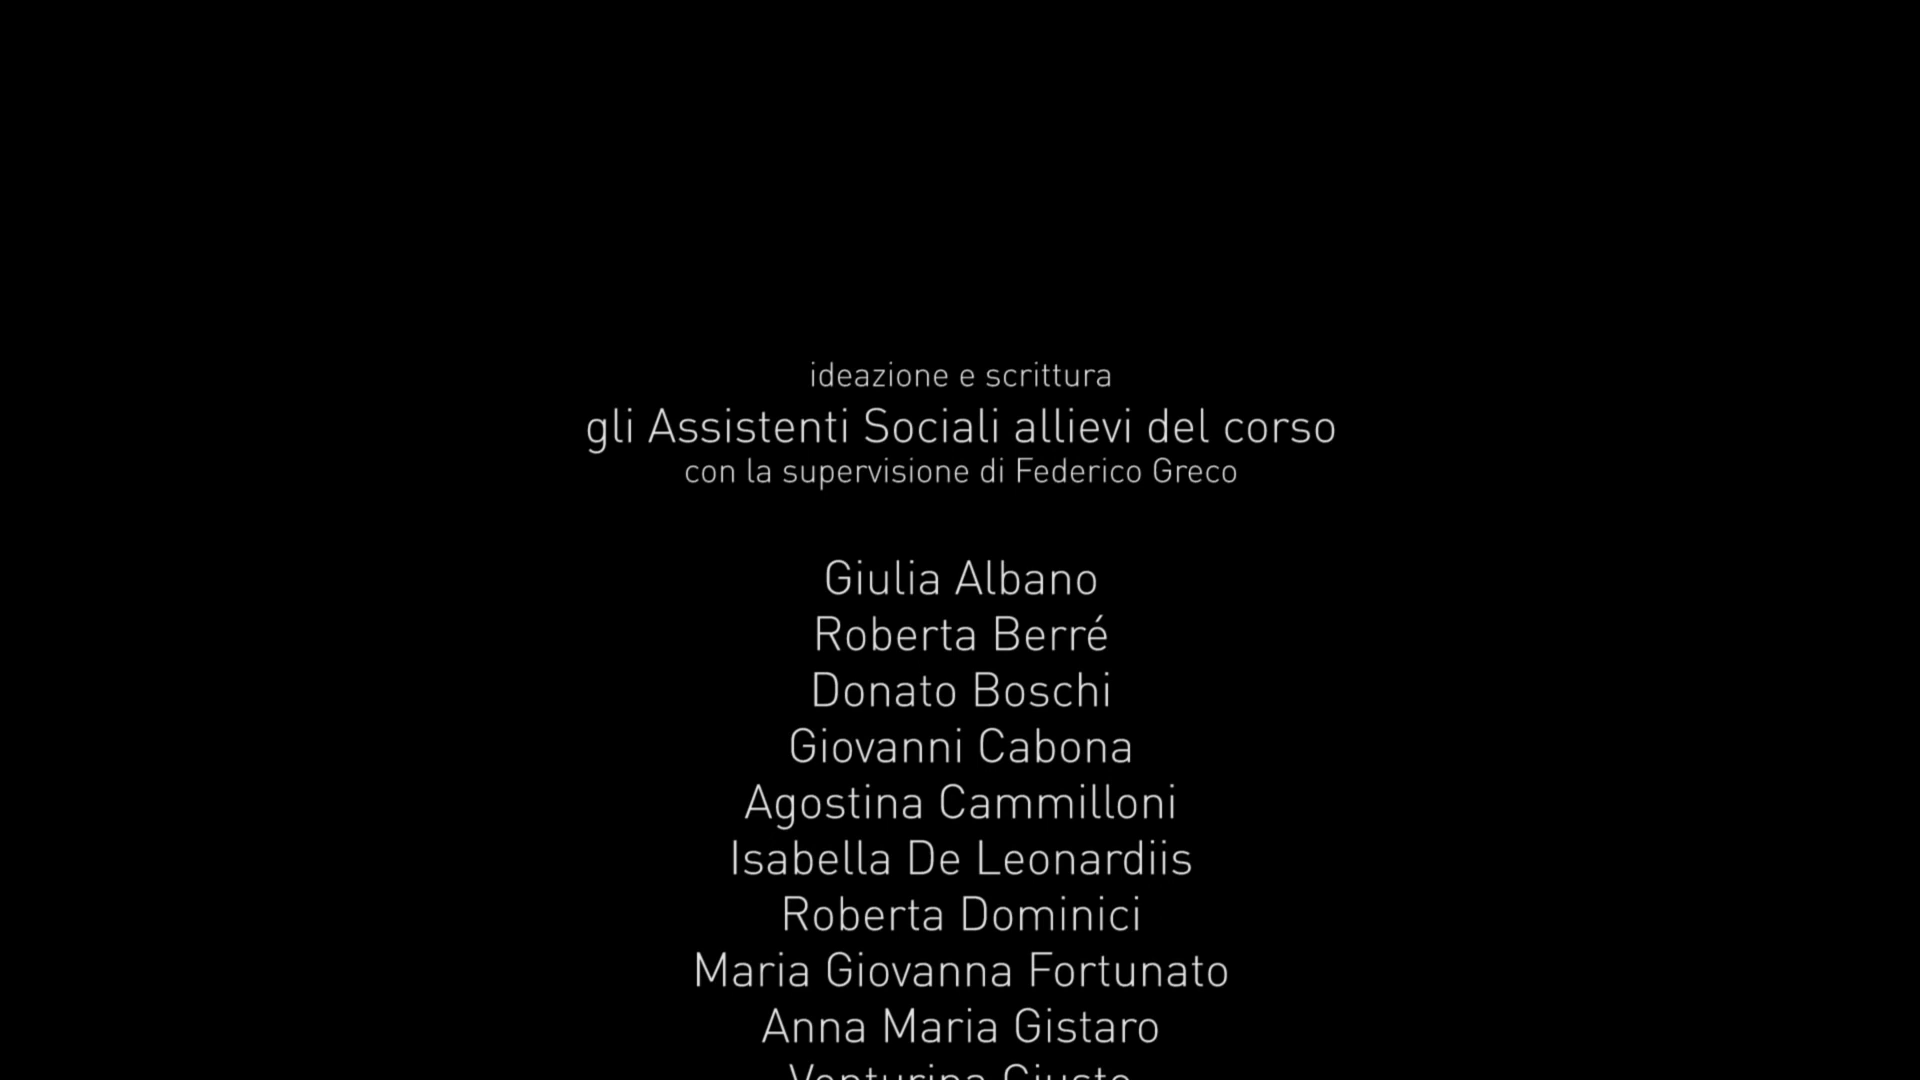 ideazione e scrittura
gli Assistenti Sociali allievi del corso
con la supervisione di Federico Greco
Giulia Albano
Roberta Berré
Donato Boschi
Giovanni Cabona
Agostina Cammilloni
Isabella De Leonardiis
Roberta Dominici
Maria Giovanna Fortunato
Anna Maria Gistaro